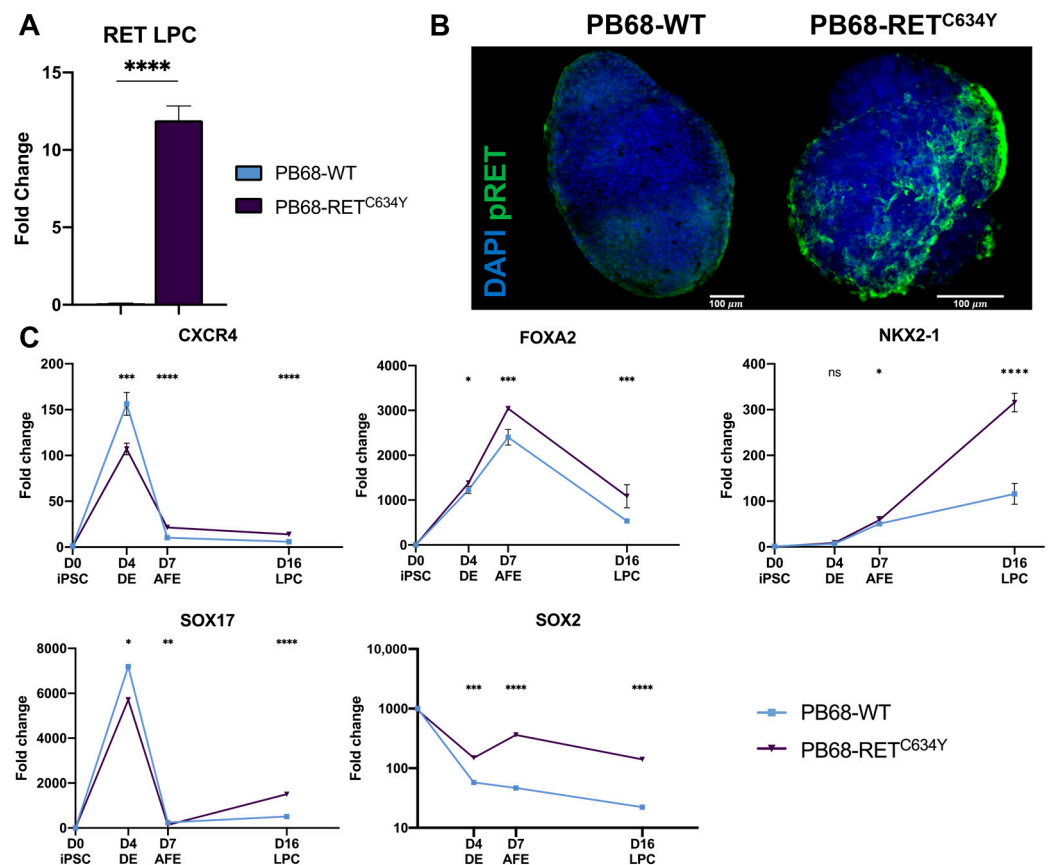 A
RET LPC
****
Fold Change
15
10
5
0
PB68-WT
PB68-RET^C634Y
B
PB68-WT
PB68-RET^C634Y
DAPI pRET
100 μm
100 μm
C
CXCR4
Fold change
200
150
100
50
0
***
****
****
D0
iPSC
D4
DE
D7
AFE
D16
LPC
FOXA2
Fold change
4000
3000
2000
1000
0
*
***
***
D0
iPSC
D4
DE
D7
AFE
D16
LPC
NKX2-1
Fold change
400
300
200
100
0
ns
*
****
D0
iPSC
D4
DE
D7
AFE
D16
LPC
SOX17
Fold change
8000
6000
4000
2000
0
*
**
****
D0
iPSC
D4
DE
D7
AFE
D16
LPC
SOX2
Fold change
10,000
1000
100
10
***
****
****
D4
DE
D7
AFE
D16
LPC
PB68-WT
PB68-RET^C634Y